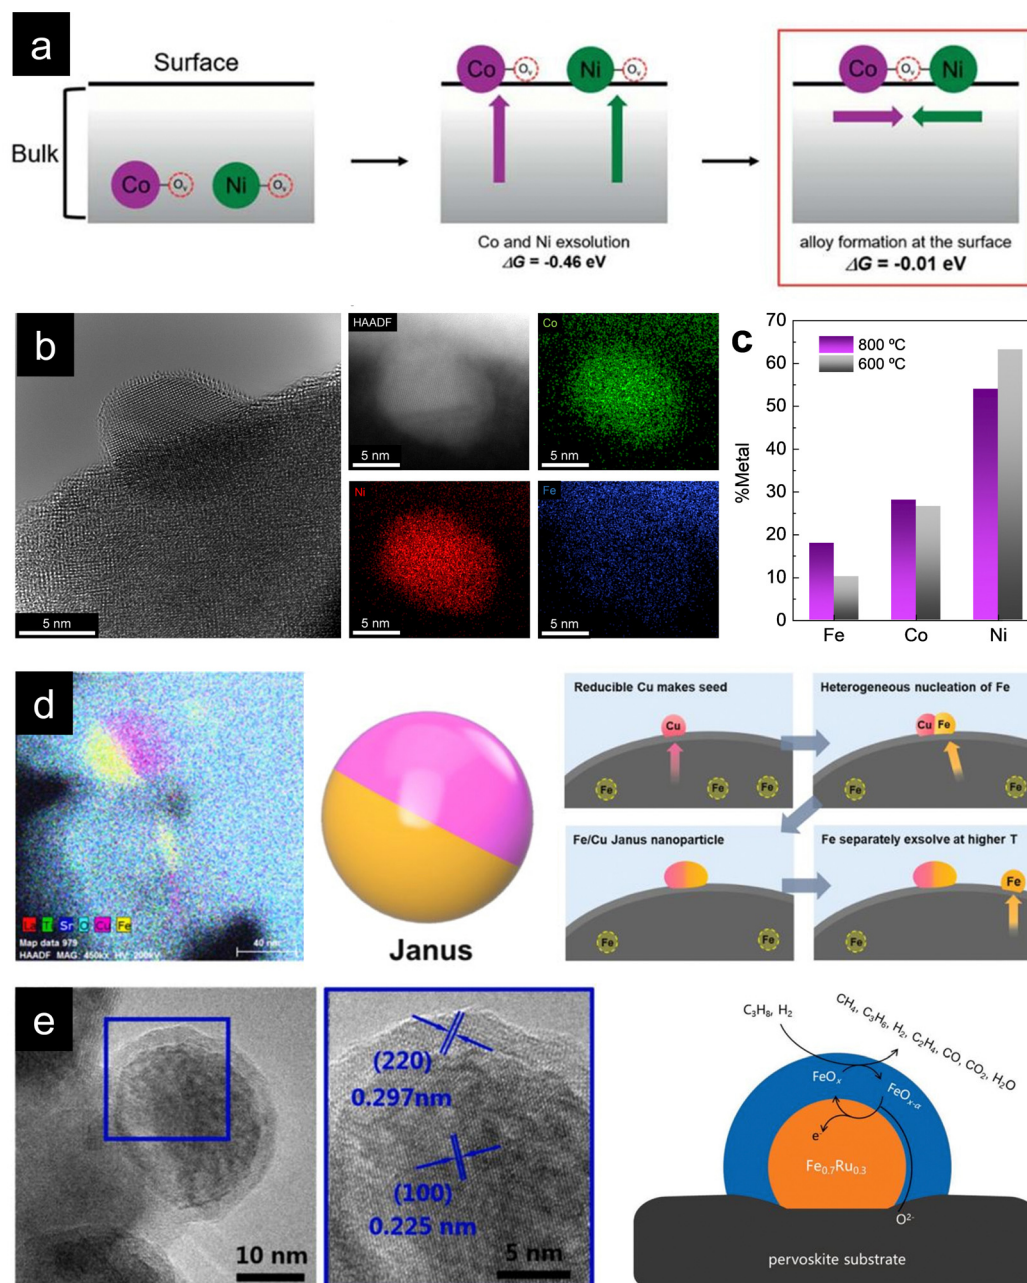 a
Surface
Bulk
Co
Oᵥ
Ni
Oᵥ
Co
Oᵥ
Ni
Oᵥ
Co and Ni exsolution
ΔG = -0.46 eV
Co
Oᵥ
Ni
alloy formation at the surface
ΔG = -0.01 eV
b
5 nm
HAADF
5 nm
Co
5 nm
Ni
5 nm
Fe
5 nm
c
%Metal
70
60
50
40
30
20
10
0
800 ºC
600 ºC
Fe
Co
Ni
d
La Ti Sr O Cu Fe
Map data 979
HAADF MAG: 450kx HV: 200kV
40 nm
Janus
Reducible Cu makes seed
Cu
Fe
Fe
Fe
Heterogeneous nucleation of Fe
Cu Fe
Fe
Fe
Fe/Cu Janus nanoparticle
Fe
Fe
Fe separately exsolve at higher T
Fe
Fe
e
10 nm
(220)
0.297nm
(100)
0.225 nm
5 nm
C₃H₈, H₂
CH₄, C₃H₆, H₂, C₂H₄, CO, CO₂, H₂O
FeOₓ
FeOₓ₋α
e⁻
Fe₀.₇Ru₀.₃
O²⁻
pervoskite substrate